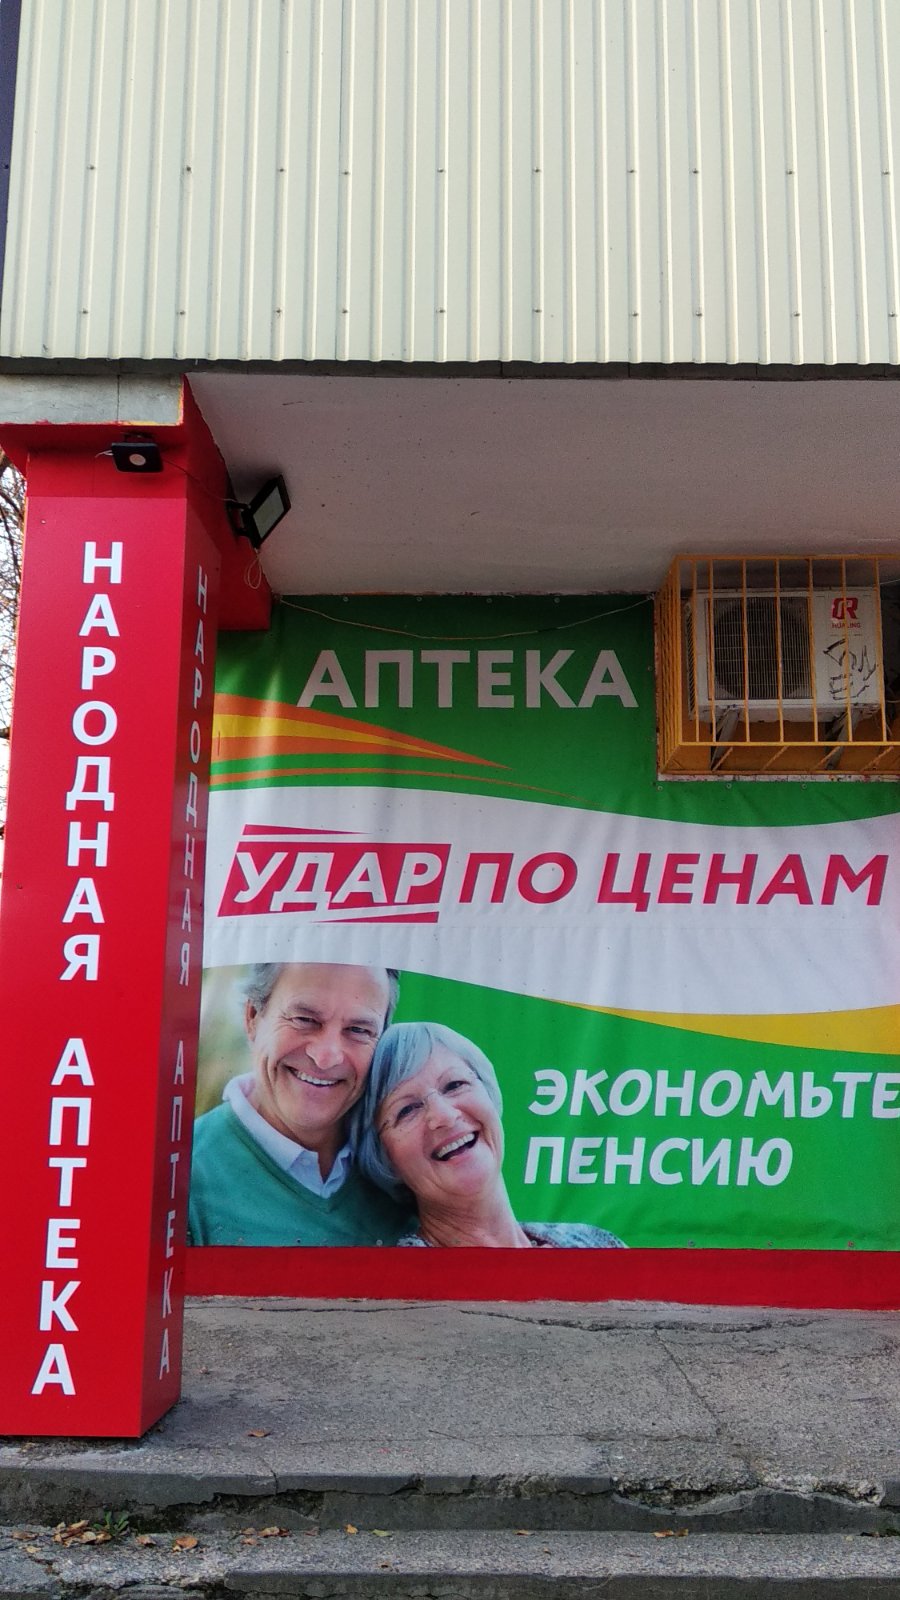 НАРОДНАЯ АПТЕКА
НАРОДНАЯ АПТЕКА
АПТЕКА
УДАР ПО ЦЕНАМ
ЭКОНОМЬТЕ
ПЕНСИЮ